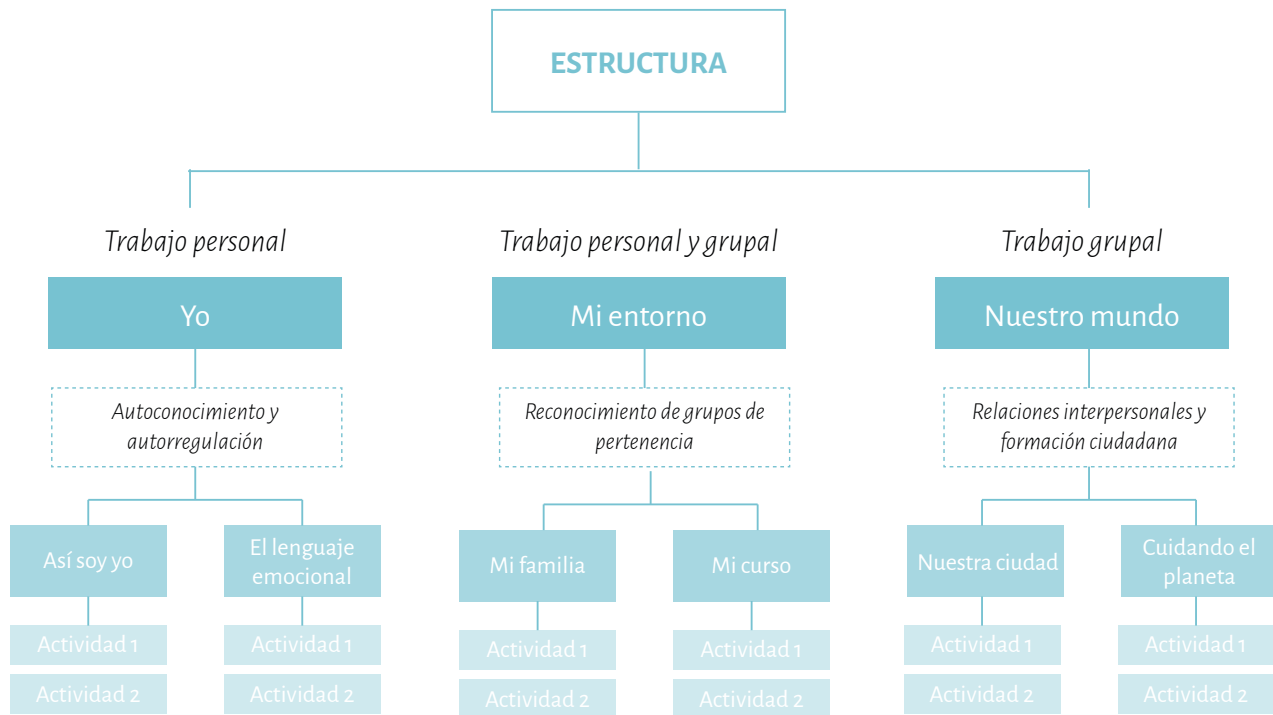 ESTRUCTURA
Trabajo personal
Trabajo personal y grupal
Trabajo grupal
Yo
Mi entorno
Nuestro mundo
Autoconocimiento y
autorregulación
Reconocimiento de grupos de
pertenencia
Relaciones interpersonales y
formación ciudadana
Así soy yo
El lenguaje
emocional
Mi familia
Mi curso
Nuestra ciudad
Cuidando el
planeta
Actividad 1
Actividad 1
Actividad 1
Actividad 1
Actividad 1
Actividad 1
Actividad 2
Actividad 2
Actividad 2
Actividad 2
Actividad 2
Actividad 2